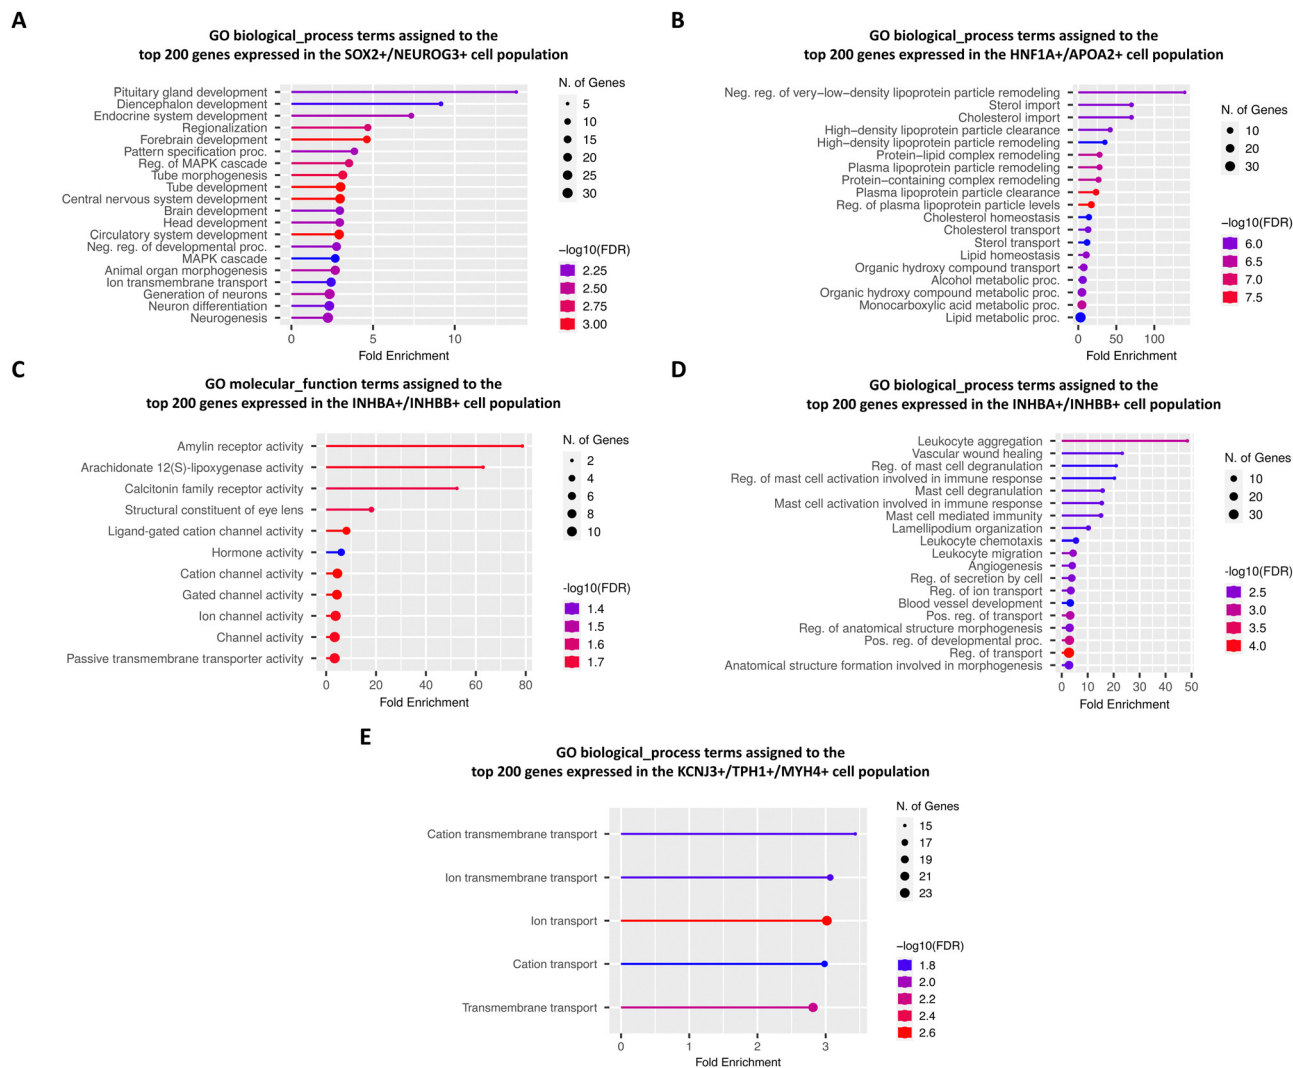 A
GO biological_process terms assigned to the
top 200 genes expressed in the SOX2+/NEUROG3+ cell population
Pituitary gland development
Diencephalon development
Endocrine system development
Regionalization
Forebrain development
Pattern specification proc.
Reg. of MAPK cascade
Tube morphogenesis
Tube development
Central nervous system development
Brain development
Head development
Circulatory system development
Neg. reg. of developmental proc.
MAPK cascade
Animal organ morphogenesis
Ion transmembrane transport
Generation of neurons
Neuron differentiation
Neurogenesis
0 5 10
Fold Enrichment
N. of Genes
5
10
15
20
25
30
−log10(FDR)
2.25
2.50
2.75
3.00
B
GO biological_process terms assigned to the
top 200 genes expressed in the HNF1A+/APOA2+ cell population
Neg. reg. of very−low−density lipoprotein particle remodeling
Sterol import
Cholesterol import
High−density lipoprotein particle clearance
High−density lipoprotein particle remodeling
Protein−lipid complex remodeling
Plasma lipoprotein particle remodeling
Protein−containing complex remodeling
Plasma lipoprotein particle clearance
Reg. of plasma lipoprotein particle levels
Cholesterol homeostasis
Cholesterol transport
Sterol transport
Lipid homeostasis
Organic hydroxy compound transport
Alcohol metabolic proc.
Organic hydroxy compound metabolic proc.
Monocarboxylic acid metabolic proc.
Lipid metabolic proc.
0 50 100
Fold Enrichment
N. of Genes
10
20
30
−log10(FDR)
6.0
6.5
7.0
7.5
C
GO molecular_function terms assigned to the
top 200 genes expressed in the INHBA+/INHBB+ cell population
Amylin receptor activity
Arachidonate 12(S)−lipoxygenase activity
Calcitonin family receptor activity
Structural constituent of eye lens
Ligand−gated cation channel activity
Hormone activity
Cation channel activity
Gated channel activity
Ion channel activity
Channel activity
Passive transmembrane transporter activity
0 20 40 60 80
Fold Enrichment
N. of Genes
2
4
6
8
10
-log10(FDR)
1.4
1.5
1.6
1.7
D
GO biological_process terms assigned to the
top 200 genes expressed in the INHBA+/INHBB+ cell population
Leukocyte aggregation
Vascular wound healing
Reg. of mast cell degranulation
Reg. of mast cell activation involved in immune response
Mast cell degranulation
Mast cell activation involved in immune response
Mast cell mediated immunity
Lamellipodium organization
Leukocyte chemotaxis
Leukocyte migration
Angiogenesis
Reg. of secretion by cell
Reg. of ion transport
Blood vessel development
Pos. reg. of transport
Reg. of anatomical structure morphogenesis
Pos. reg. of developmental proc.
Reg. of transport
Anatomical structure formation involved in morphogenesis
0 10 20 30 40 50
Fold Enrichment
N. of Genes
10
20
30
-log10(FDR)
2.5
3.0
3.5
4.0
E
GO biological_process terms assigned to the
top 200 genes expressed in the KCNJ3+/TPH1+/MYH4+ cell population
Cation transmembrane transport
Ion transmembrane transport
Ion transport
Cation transport
Transmembrane transport
0 1 2 3
Fold Enrichment
N. of Genes
15
17
19
21
23
−log10(FDR)
1.8
2.0
2.2
2.4
2.6